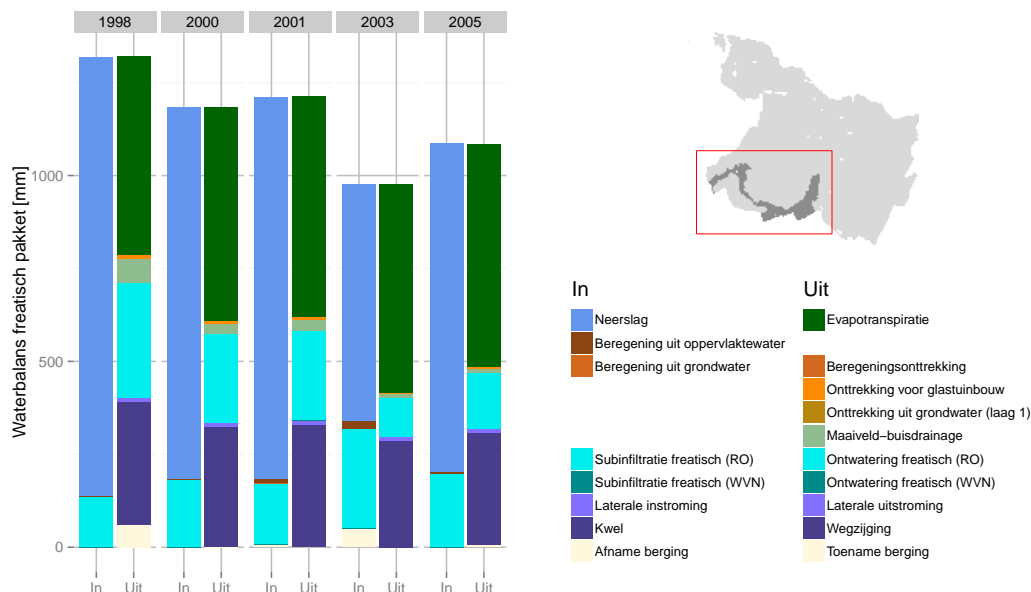 1998 2000 2001 2003 2005
Waterbalans freatisch pakket [mm]
1000
500
0
In Uit In Uit In Uit In Uit In Uit
In Uit
Neerslag Evapotranspiratie
Beregening uit oppervlaktewater
Beregening uit grondwater Beregeningsonttrekking
Onttrekking voor glastuinbouw
Onttrekking uit grondwater (laag 1)
Maaiveld−buisdrainage
Subinfiltratie freatisch (RO) Ontwatering freatisch (RO)
Subinfiltratie freatisch (WVN) Ontwatering freatisch (WVN)
Laterale instroming Laterale uitstroming
Kwel Wegzijging
Afname berging Toename berging